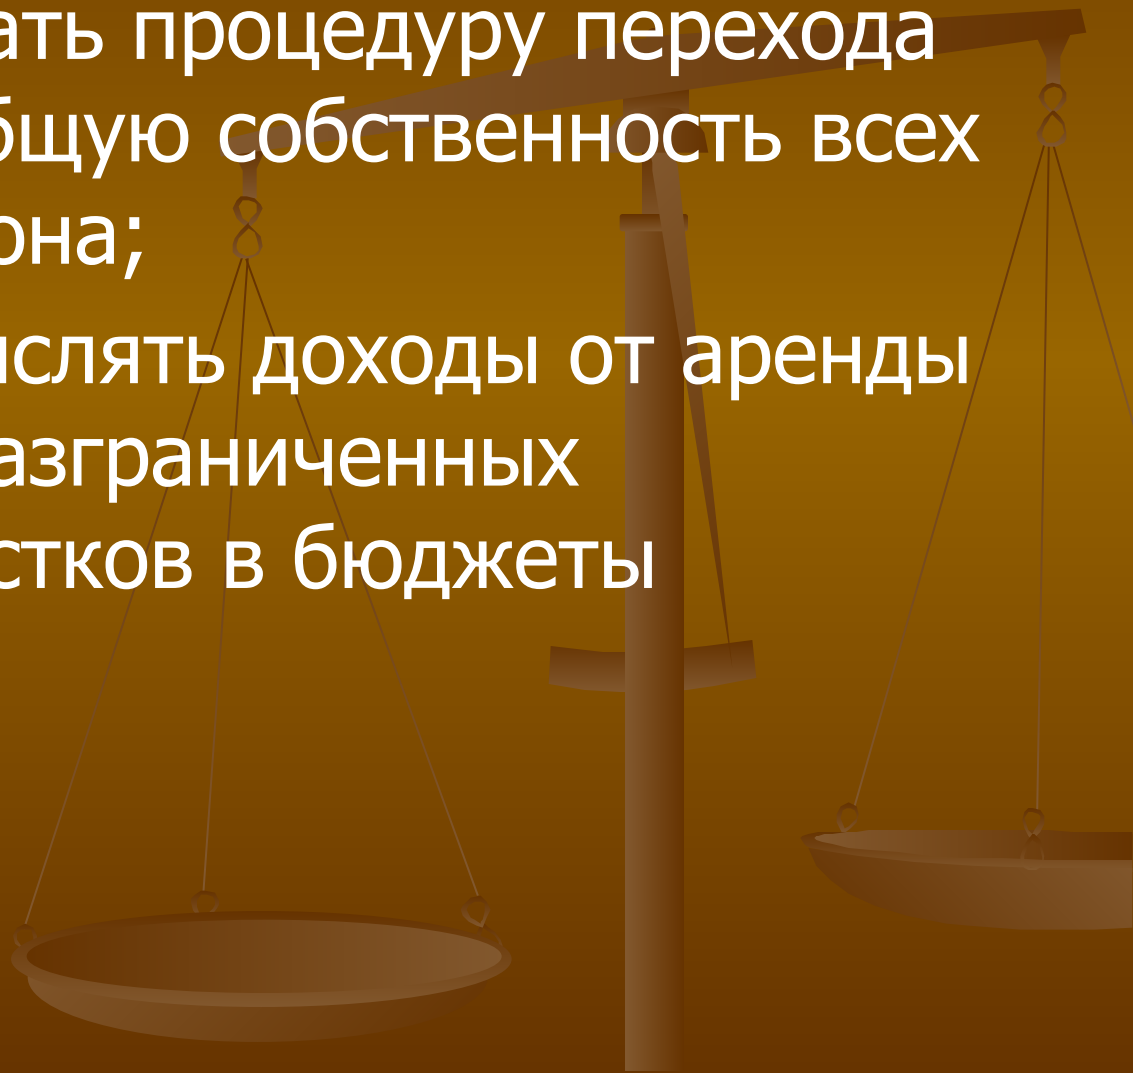 ать процедуру перехода
бщую собственность всех
она;
ислять доходы от аренды
азграниченных
стков в бюджеты